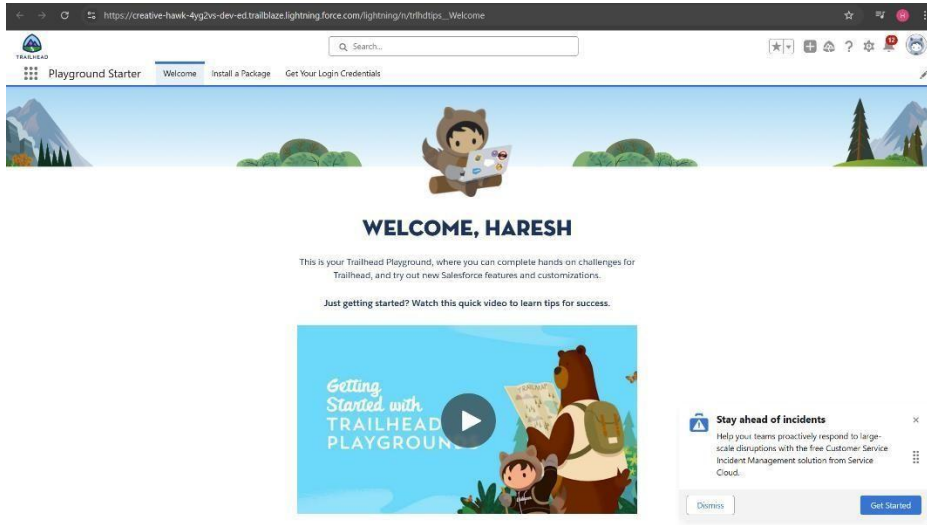 https://creative-hawk-4yg2vs-dev-ed.trailblaze.lightning.force.com/lightning/n/trlhdtips__Welcome
H
TRAILHEAD
Search...
12
Playground Starter Welcome Install a Package Get Your Login Credentials
WELCOME, HARESH
This is your Trailhead Playground, where you can complete hands on challenges for
Trailhead, and try out new Salesforce features and customizations.
Just getting started? Watch this quick video to learn tips for success.
Getting
Started with
TRAILHEAD
PLAYGROUNDS
Stay ahead of incidents
Help your teams proactively respond to large-
scale disruptions with the free Customer Service
Incident Management solution from Service
Cloud.
Dismiss Get Started